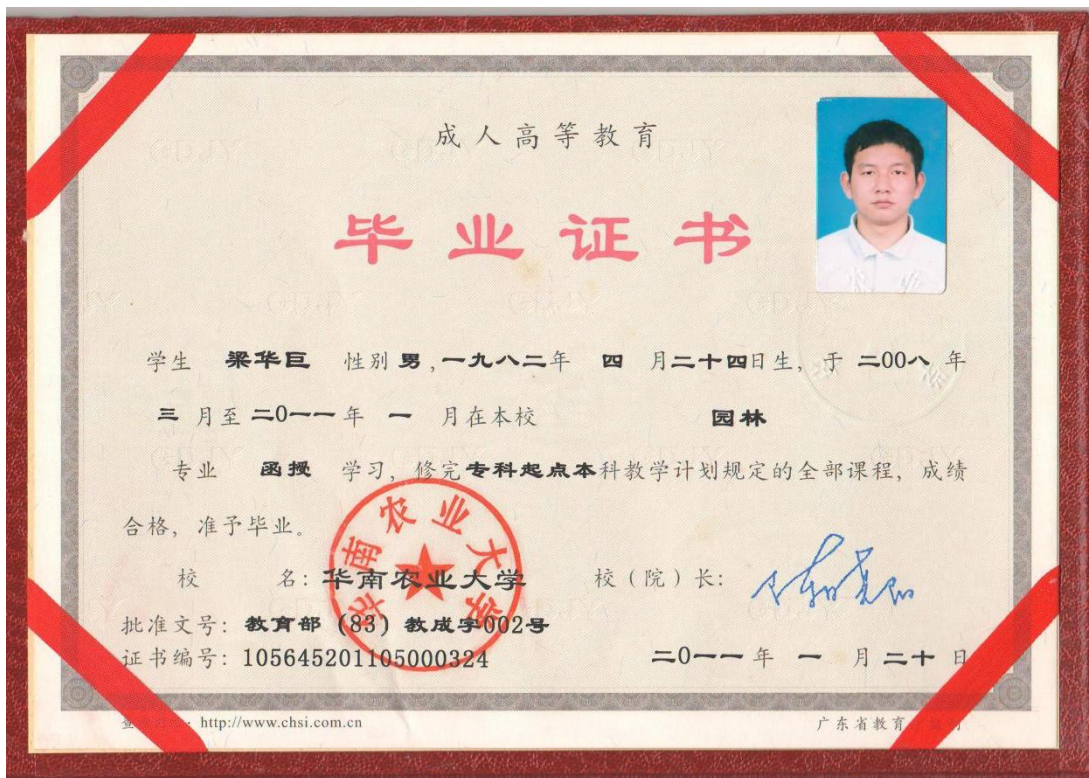 成人高等教育
毕业证书
学生 梁华巨 性别 男,一九八二年 四 月二十四日生, 于 二00八 年
三 月至 二0一一 年 一 月在本校 园林
专业 函授 学习, 修完专科起点本科教学计划规定的全部课程, 成绩
合格, 准予毕业。
华南农业大学
校 名: 华南农业大学 校(院)长:
批准文号: 教育部 (83) 教成字002号
证书编号: 105645201105000324 二0一一 年 一 月 二十 日
http://www.chsi.com.cn 广东省教育